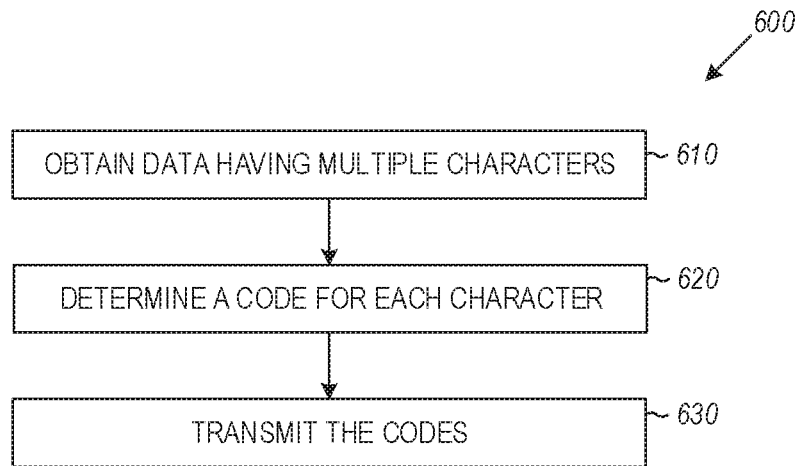 600
OBTAIN DATA HAVING MULTIPLE CHARACTERS
610
DETERMINE A CODE FOR EACH CHARACTER
620
TRANSMIT THE CODES
630